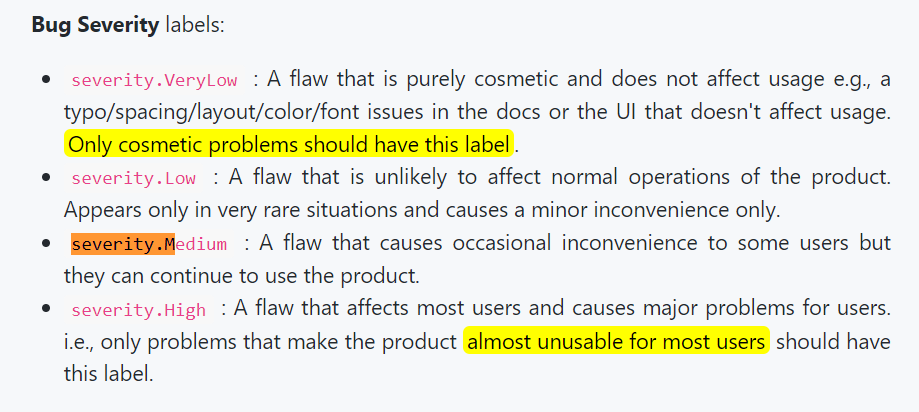 Bug Severity labels:
severity.VeryLow : A flaw that is purely cosmetic and does not affect usage e.g., a
typo/spacing/layout/color/font issues in the docs or the UI that doesn't affect usage.
Only cosmetic problems should have this label.
severity.Low : A flaw that is unlikely to affect normal operations of the product.
Appears only in very rare situations and causes a minor inconvenience only.
severity.Medium : A flaw that causes occasional inconvenience to some users but
they can continue to use the product.
severity.High : A flaw that affects most users and causes major problems for users.
i.e., only problems that make the product almost unusable for most users should have
this label.